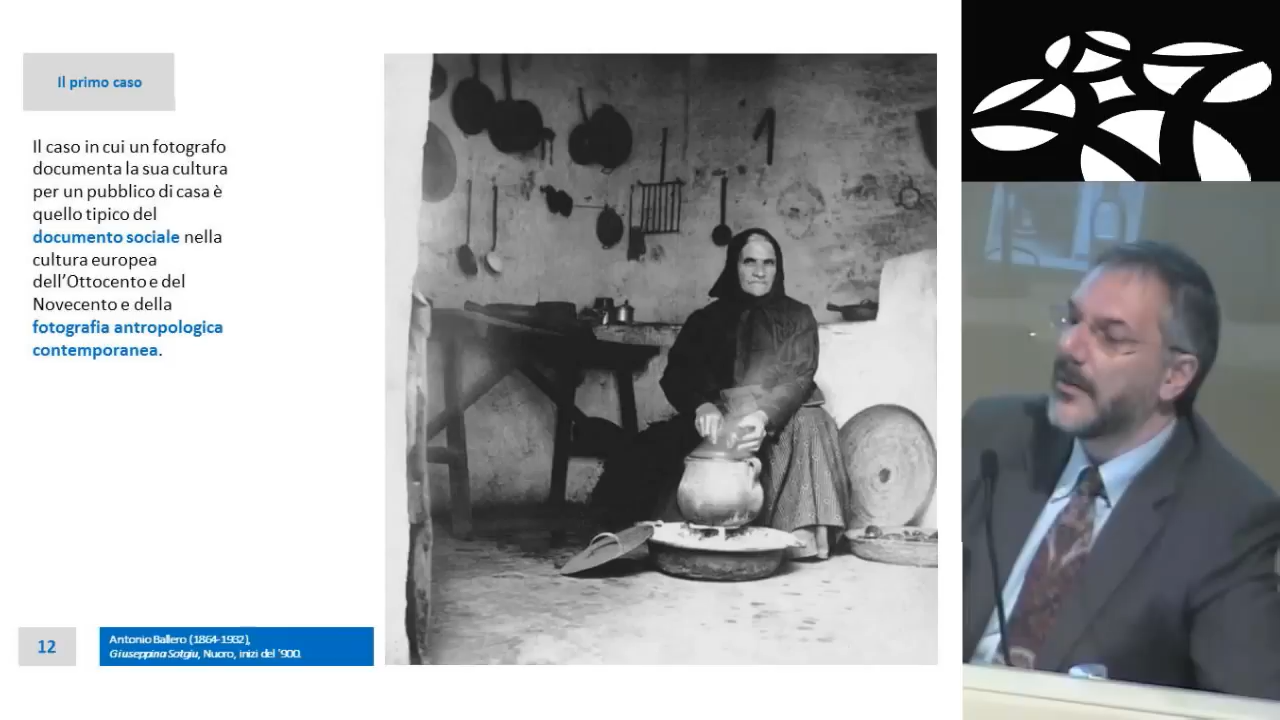 Il primo caso
Il caso in cui un fotografo
documenta la sua cultura
per un pubblico di casa è
quello tipico del
documento sociale nella
cultura europea
dell'Ottocento e del
Novecento e della
fotografia antropologica
contemporanea.
12
Antonio Ballero (1864-1932),
Giuseppina Sotgiu, Nuoro, inizi del '900.